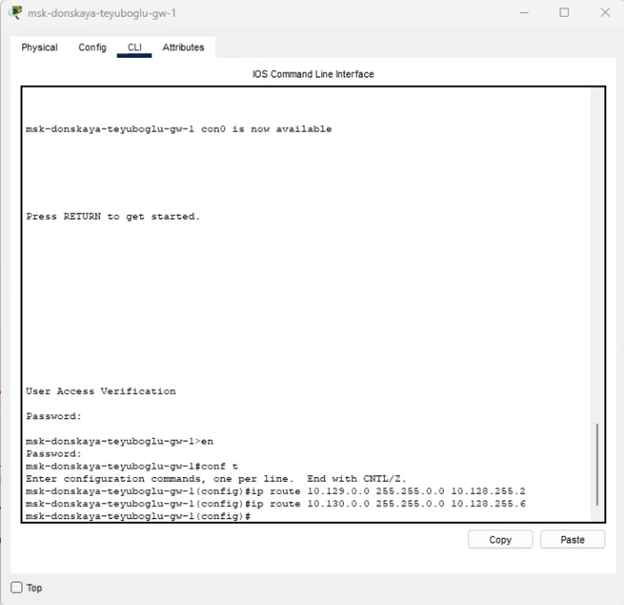 msk-donskaya-teyuboglu-gw-1
Physical Config CLI Attributes
IOS Command Line Interface
msk-donskaya-teyuboglu-gw-1 con0 is now available
Press RETURN to get started.
User Access Verification
Password:
msk-donskaya-teyuboglu-gw-1>en
Password:
msk-donskaya-teyuboglu-gw-1#conf t
Enter configuration commands, one per line.  End with CNTL/Z.
msk-donskaya-teyuboglu-gw-1(config)#ip route 10.129.0.0 255.255.0.0 10.128.255.2
msk-donskaya-teyuboglu-gw-1(config)#ip route 10.130.0.0 255.255.0.0 10.128.255.6
msk-donskaya-teyuboglu-gw-1(config)#
Copy Paste
Top